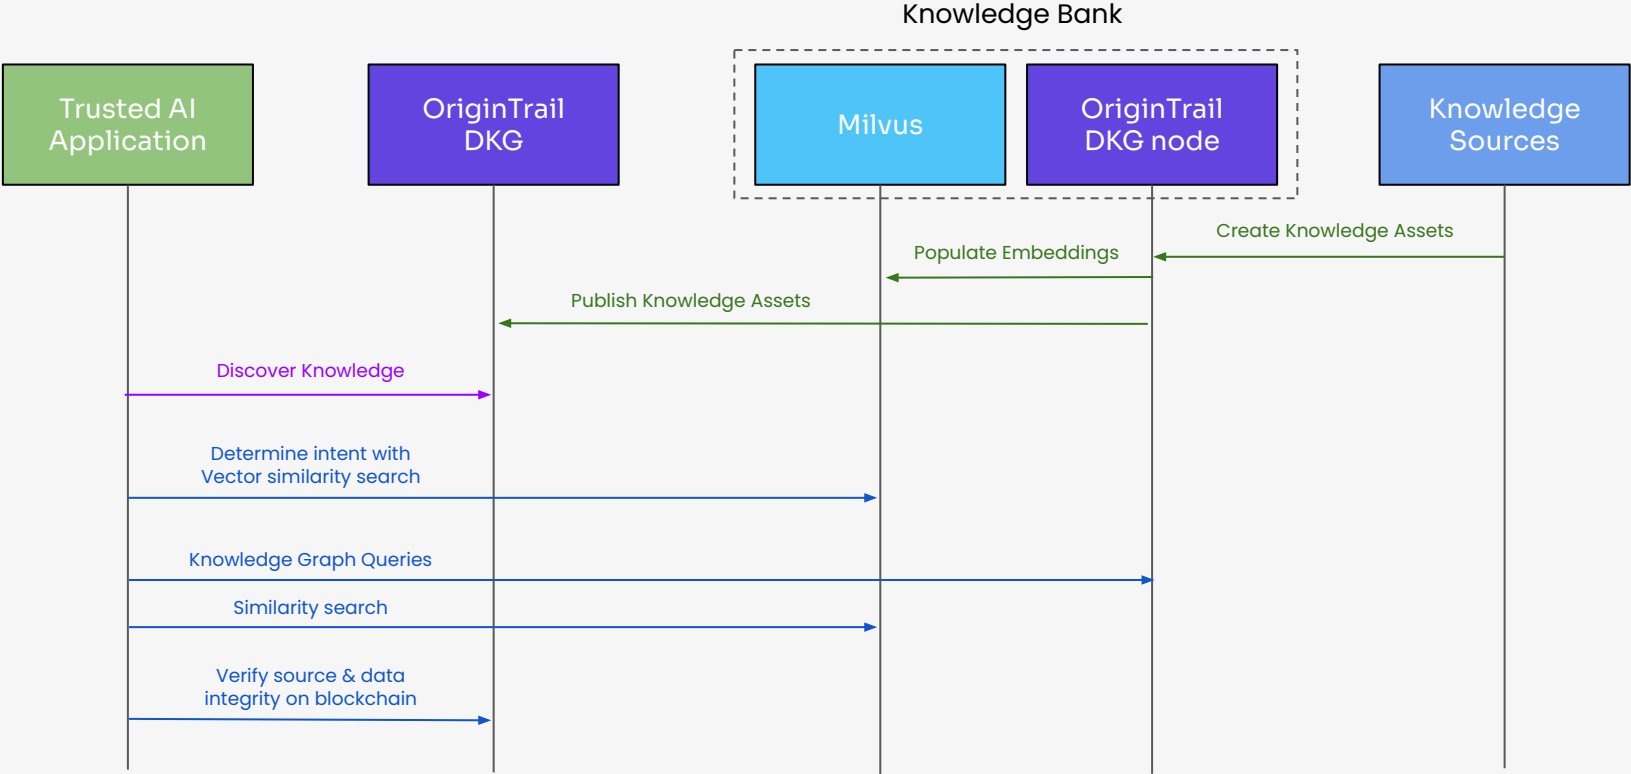 Knowledge Bank
Trusted AI
Application
OriginTrail
DKG
Milvus
OriginTrail
DKG node
Knowledge
Sources
Create Knowledge Assets
Populate Embeddings
Publish Knowledge Assets
Discover Knowledge
Determine intent with
Vector similarity search
Knowledge Graph Queries
Similarity search
Verify source & data
integrity on blockchain